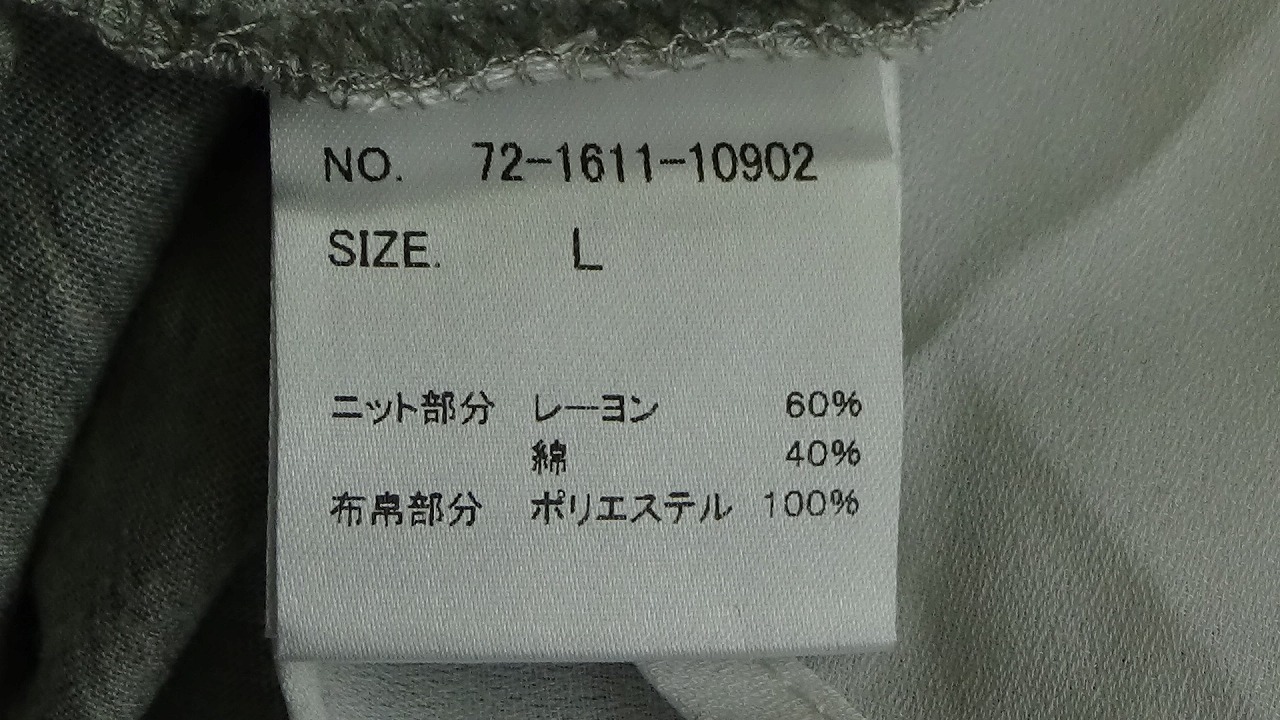 NO. 72-1611-10902
SIZE. L
ニット部分 レーヨン 60%
綿 40%
布帛部分 ポリエステル 100%